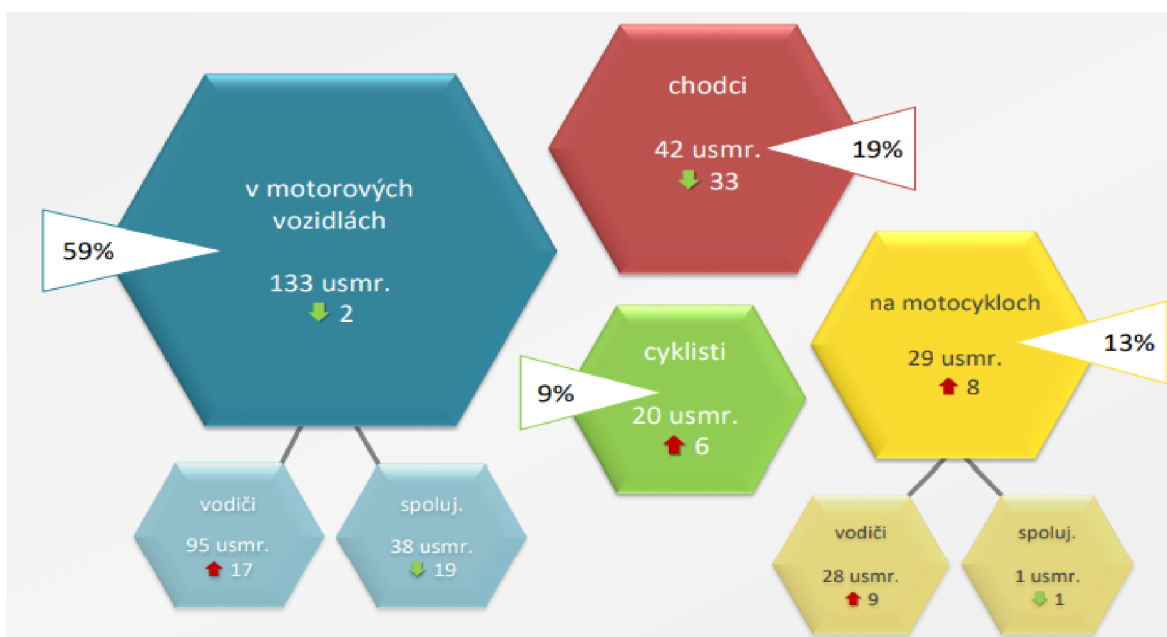 v motorových
vozidlách
133 usmr.
2
59%
vodiči
95 usmr.
17
spoluj.
38 usmr.
19
chodci
42 usmr.
33
19%
cyklisti
20 usmr.
6
9%
na motocykloch
29 usmr.
8
13%
vodiči
28 usmr.
9
spoluj.
1 usmr.
1